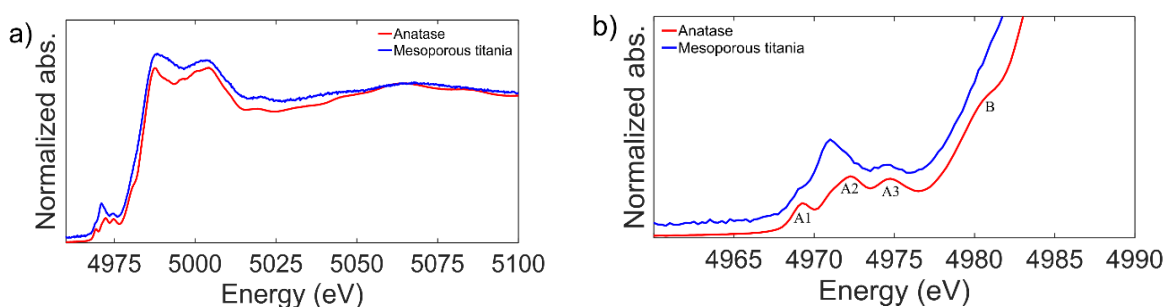 a)
Normalized abs.
Anatase
Mesoporous titania
4975 5000 5025 5050 5075 5100
Energy (eV)
b)
Normalized abs.
Anatase
Mesoporous titania
A1
A2
A3
B
4965 4970 4975 4980 4985 4990
Energy (eV)